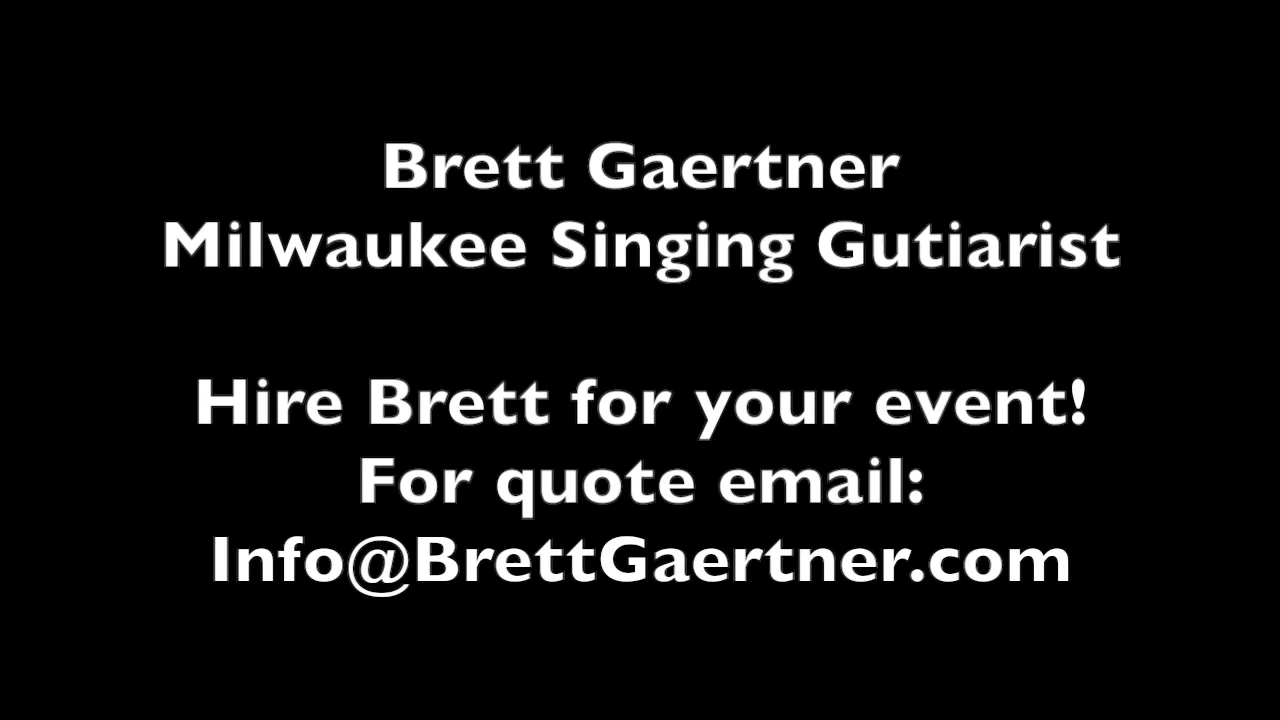 Brett Gaertner
Milwaukee Singing Gutiarist
Hire Brett for your event!
For quote email:
Info@BrettGaertner.com